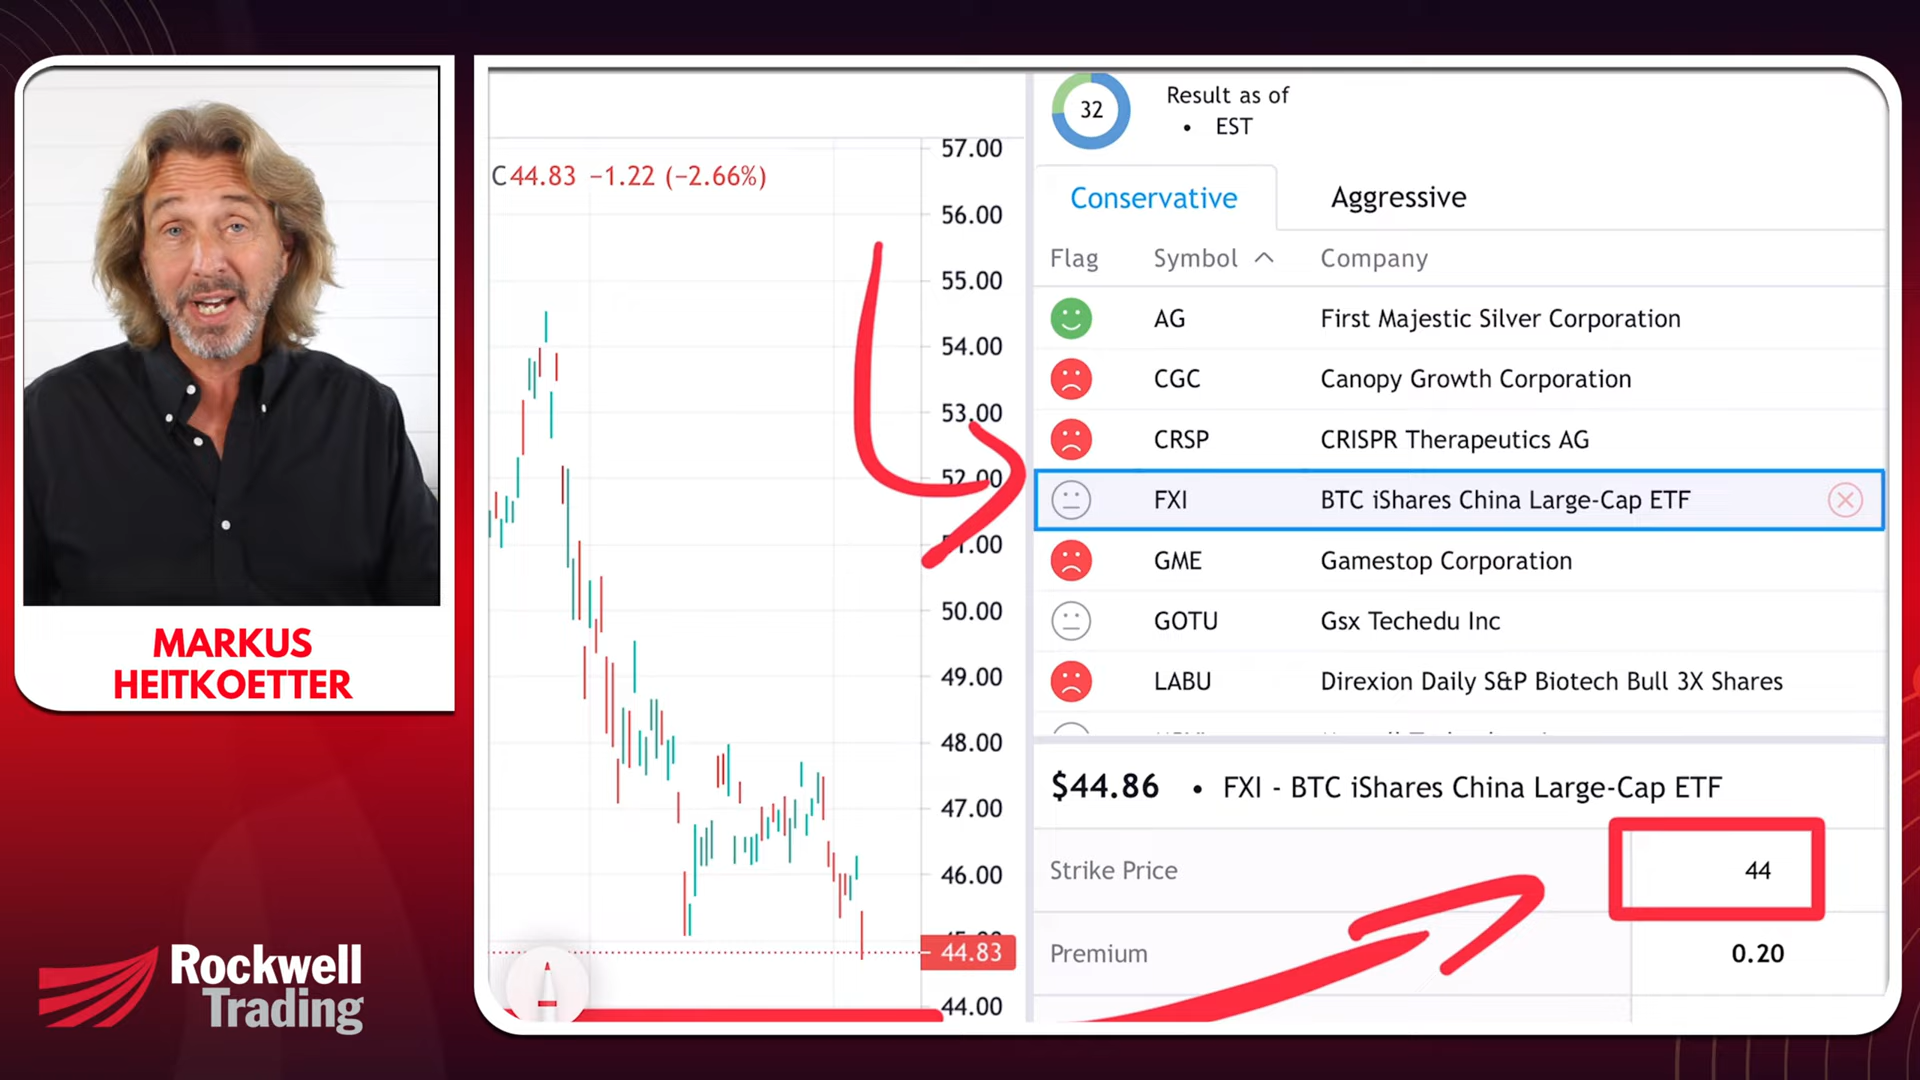 MARKUS
HEITKOETTER
Rockwell
Trading
C44.83 −1.22 (−2.66%)
57.00
56.00
55.00
54.00
53.00
52.00
51.00
50.00
49.00
48.00
47.00
46.00
44.83
44.00
32
Result as of
• EST
Conservative
Aggressive
Flag Symbol Company
AG First Majestic Silver Corporation
CGC Canopy Growth Corporation
CRSP CRISPR Therapeutics AG
FXI BTC iShares China Large-Cap ETF
GME Gamestop Corporation
GOTU Gsx Techedu Inc
LABU Direxion Daily S&P Biotech Bull 3X Shares
$44.86 • FXI - BTC iShares China Large-Cap ETF
Strike Price 44
Premium 0.20